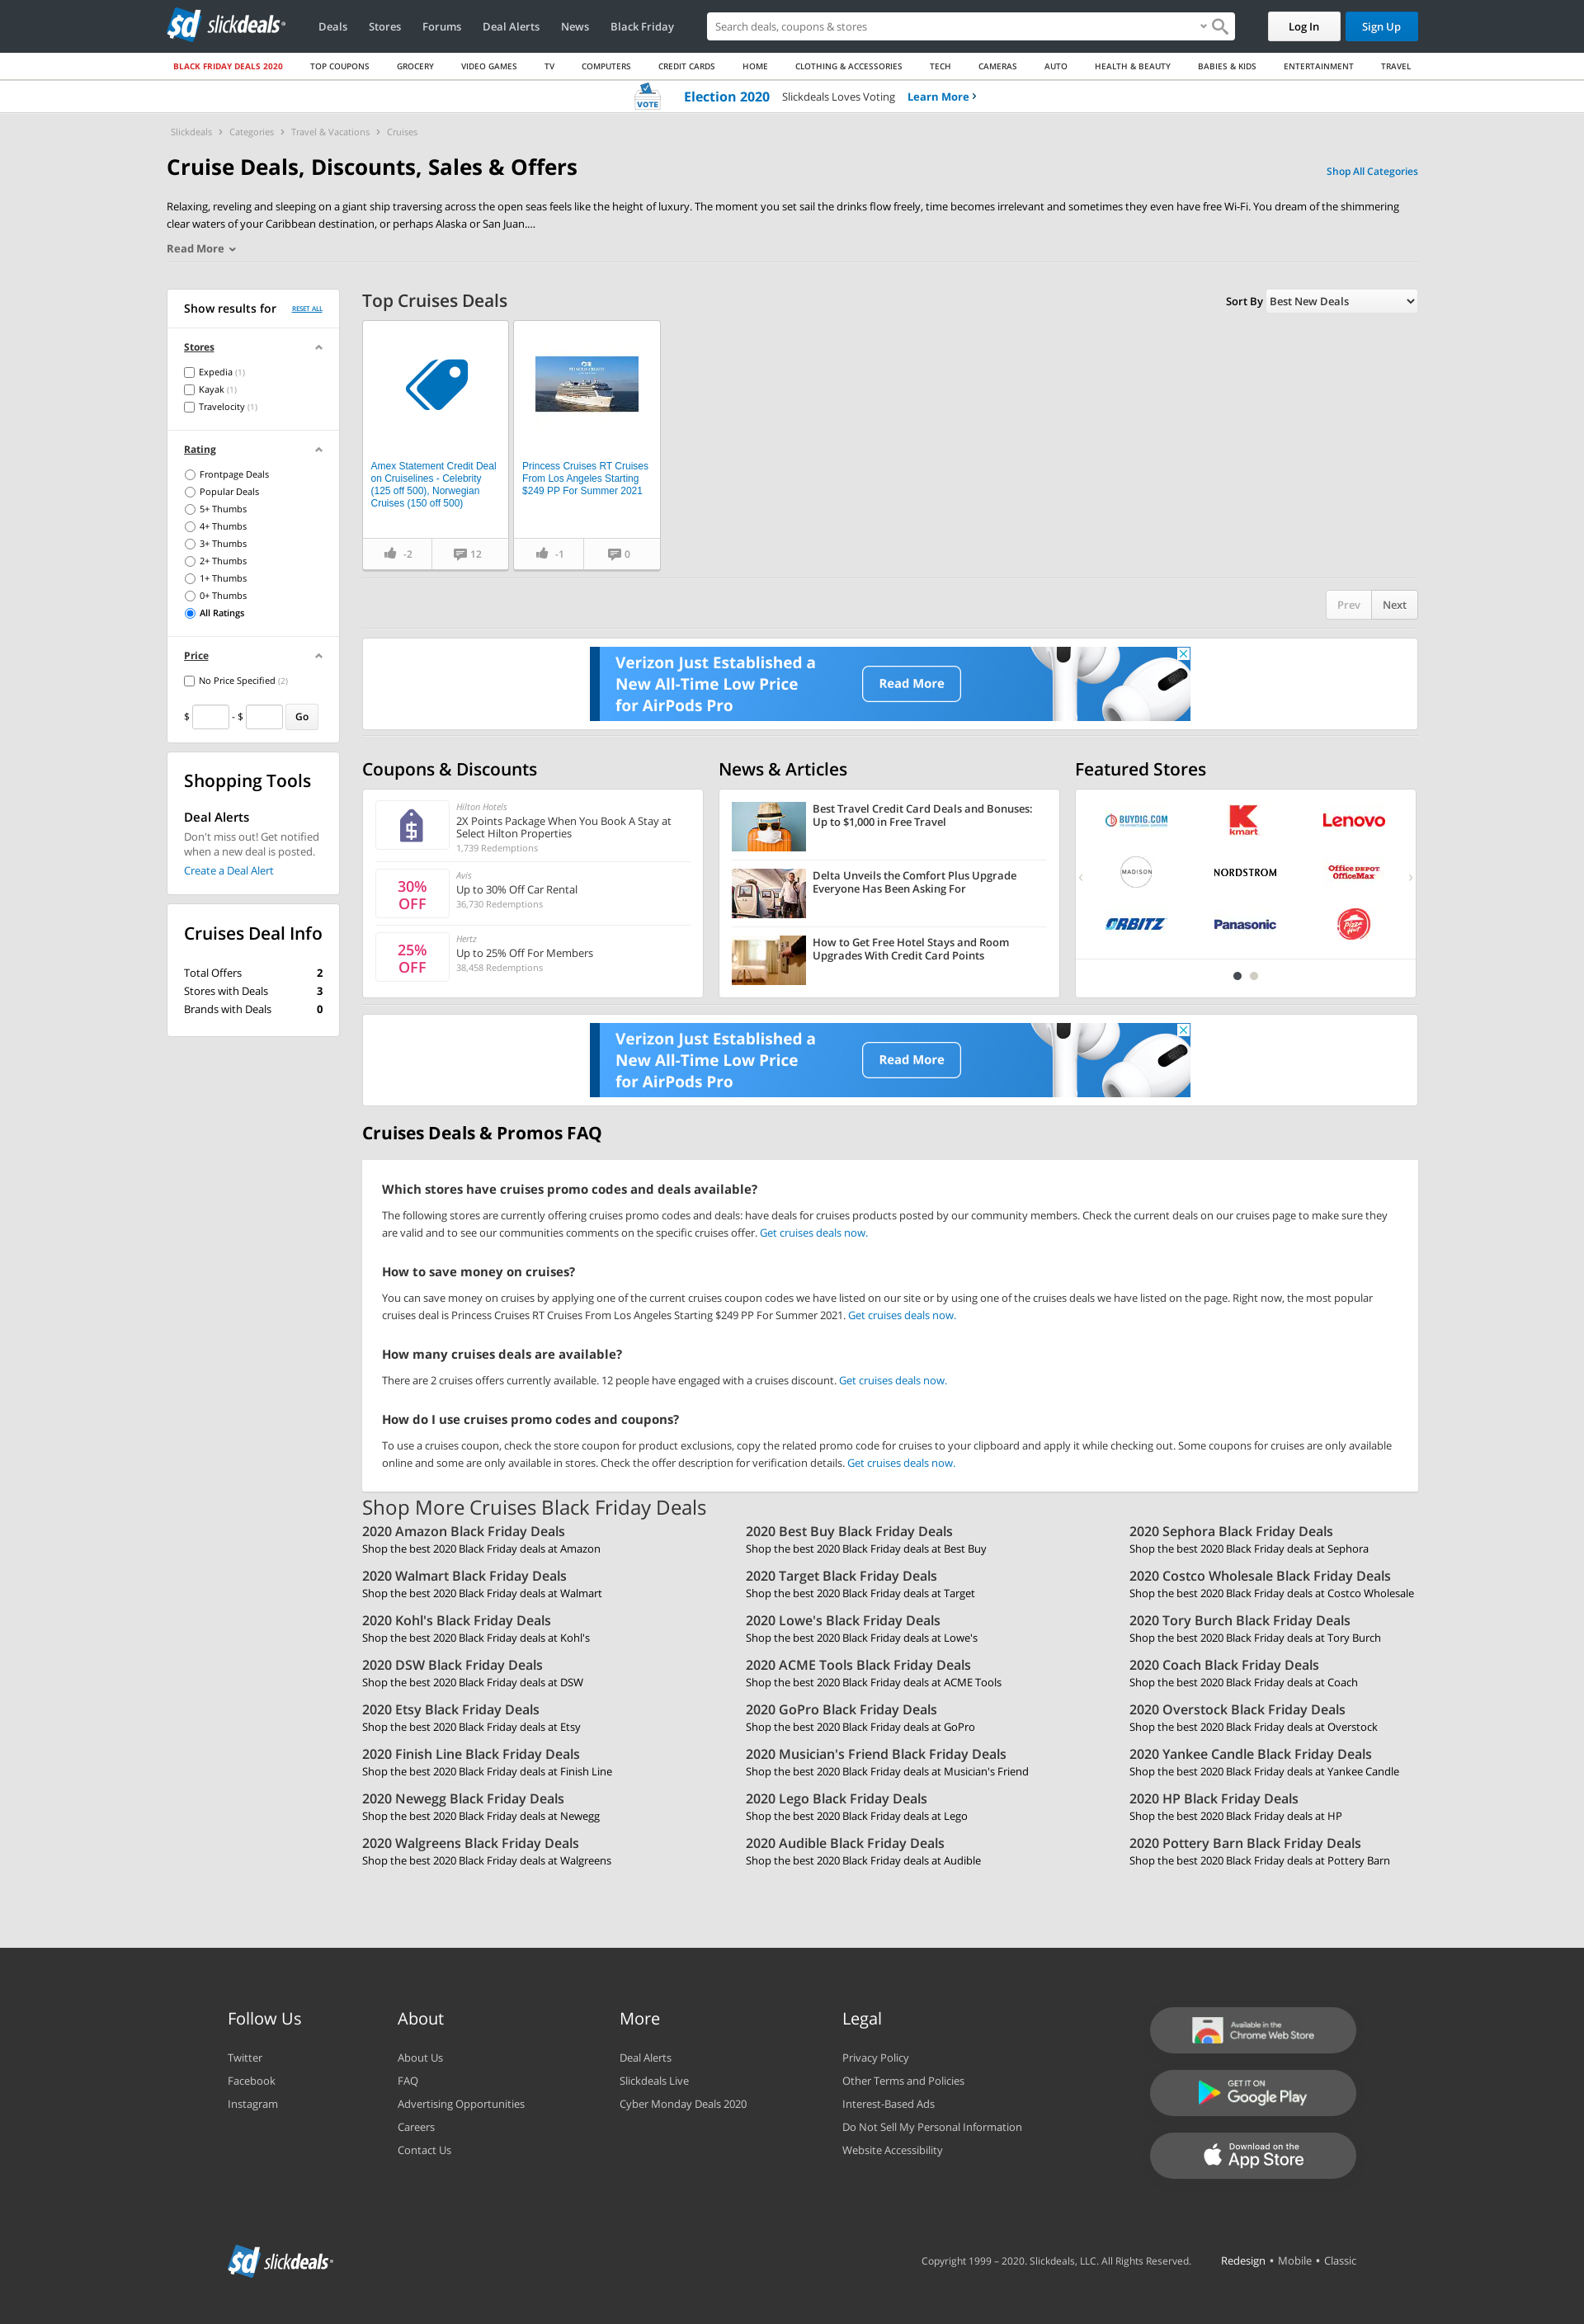 sd slickdeals
Deals Stores Forums Deal Alerts News Black Friday
Search deals, coupons & stores
Log In Sign Up
BLACK FRIDAY DEALS 2020 TOP COUPONS GROCERY VIDEO GAMES TV COMPUTERS CREDIT CARDS HOME CLOTHING & ACCESSORIES TECH CAMERAS AUTO HEALTH & BEAUTY BABIES & KIDS ENTERTAINMENT TRAVEL
VOTE Election 2020 Slickdeals Loves Voting Learn More ›
Slickdeals › Categories › Travel & Vacations › Cruises
Cruise Deals, Discounts, Sales & Offers
Shop All Categories
Relaxing, reveling and sleeping on a giant ship traversing across the open seas feels like the height of luxury. The moment you set sail the drinks flow freely, time becomes irrelevant and sometimes they even have free Wi-Fi. You dream of the shimmering
clear waters of your Caribbean destination, or perhaps Alaska or San Juan....
Read More
Show results for RESET ALL
Stores
Expedia (1)
Kayak (1)
Travelocity (1)
Rating
Frontpage Deals
Popular Deals
5+ Thumbs
4+ Thumbs
3+ Thumbs
2+ Thumbs
1+ Thumbs
0+ Thumbs
All Ratings
Price
No Price Specified (2)
$ - $ Go
Shopping Tools
Deal Alerts
Don't miss out! Get notified
when a new deal is posted.
Create a Deal Alert
Cruises Deal Info
Total Offers 2
Stores with Deals 3
Brands with Deals 0
Top Cruises Deals
Sort By Best New Deals
Amex Statement Credit Deal
on Cruiselines - Celebrity
(125 off 500), Norwegian
Cruises (150 off 500)
-2 12
Princess Cruises RT Cruises
From Los Angeles Starting
$249 PP For Summer 2021
-1 0
Prev Next
Verizon Just Established a
New All-Time Low Price
for AirPods Pro
Read More
Coupons & Discounts
Hilton Hotels
2X Points Package When You Book A Stay at
Select Hilton Properties
1,739 Redemptions
30%
OFF
Avis
Up to 30% Off Car Rental
36,730 Redemptions
25%
OFF
Hertz
Up to 25% Off For Members
38,458 Redemptions
News & Articles
Best Travel Credit Card Deals and Bonuses:
Up to $1,000 in Free Travel
Delta Unveils the Comfort Plus Upgrade
Everyone Has Been Asking For
How to Get Free Hotel Stays and Room
Upgrades With Credit Card Points
Featured Stores
BUYDIG.COM kmart Lenovo
MADISON NORDSTROM Office DEPOT OfficeMax
ORBITZ Panasonic Pizza Hut
Verizon Just Established a
New All-Time Low Price
for AirPods Pro
Read More
Cruises Deals & Promos FAQ
Which stores have cruises promo codes and deals available?
The following stores are currently offering cruises promo codes and deals: have deals for cruises products posted by our community members. Check the current deals on our cruises page to make sure they
are valid and to see our communities comments on the specific cruises offer. Get cruises deals now.
How to save money on cruises?
You can save money on cruises by applying one of the current cruises coupon codes we have listed on our site or by using one of the cruises deals we have listed on the page. Right now, the most popular
cruises deal is Princess Cruises RT Cruises From Los Angeles Starting $249 PP For Summer 2021. Get cruises deals now.
How many cruises deals are available?
There are 2 cruises offers currently available. 12 people have engaged with a cruises discount. Get cruises deals now.
How do I use cruises promo codes and coupons?
To use a cruises coupon, check the store coupon for product exclusions, copy the related promo code for cruises to your clipboard and apply it while checking out. Some coupons for cruises are only available
online and some are only available in stores. Check the offer description for verification details. Get cruises deals now.
Shop More Cruises Black Friday Deals
2020 Amazon Black Friday Deals 2020 Best Buy Black Friday Deals 2020 Sephora Black Friday Deals
Shop the best 2020 Black Friday deals at Amazon Shop the best 2020 Black Friday deals at Best Buy Shop the best 2020 Black Friday deals at Sephora
2020 Walmart Black Friday Deals 2020 Target Black Friday Deals 2020 Costco Wholesale Black Friday Deals
Shop the best 2020 Black Friday deals at Walmart Shop the best 2020 Black Friday deals at Target Shop the best 2020 Black Friday deals at Costco Wholesale
2020 Kohl's Black Friday Deals 2020 Lowe's Black Friday Deals 2020 Tory Burch Black Friday Deals
Shop the best 2020 Black Friday deals at Kohl's Shop the best 2020 Black Friday deals at Lowe's Shop the best 2020 Black Friday deals at Tory Burch
2020 DSW Black Friday Deals 2020 ACME Tools Black Friday Deals 2020 Coach Black Friday Deals
Shop the best 2020 Black Friday deals at DSW Shop the best 2020 Black Friday deals at ACME Tools Shop the best 2020 Black Friday deals at Coach
2020 Etsy Black Friday Deals 2020 GoPro Black Friday Deals 2020 Overstock Black Friday Deals
Shop the best 2020 Black Friday deals at Etsy Shop the best 2020 Black Friday deals at GoPro Shop the best 2020 Black Friday deals at Overstock
2020 Finish Line Black Friday Deals 2020 Musician's Friend Black Friday Deals 2020 Yankee Candle Black Friday Deals
Shop the best 2020 Black Friday deals at Finish Line Shop the best 2020 Black Friday deals at Musician's Friend Shop the best 2020 Black Friday deals at Yankee Candle
2020 Newegg Black Friday Deals 2020 Lego Black Friday Deals 2020 HP Black Friday Deals
Shop the best 2020 Black Friday deals at Newegg Shop the best 2020 Black Friday deals at Lego Shop the best 2020 Black Friday deals at HP
2020 Walgreens Black Friday Deals 2020 Audible Black Friday Deals 2020 Pottery Barn Black Friday Deals
Shop the best 2020 Black Friday deals at Walgreens Shop the best 2020 Black Friday deals at Audible Shop the best 2020 Black Friday deals at Pottery Barn
Follow Us
Twitter
Facebook
Instagram
About
About Us
FAQ
Advertising Opportunities
Careers
Contact Us
More
Deal Alerts
Slickdeals Live
Cyber Monday Deals 2020
Legal
Privacy Policy
Other Terms and Policies
Interest-Based Ads
Do Not Sell My Personal Information
Website Accessibility
Available in the
Chrome Web Store
GET IT ON
Google Play
Download on the
App Store
sd slickdeals
Copyright 1999 – 2020. Slickdeals, LLC. All Rights Reserved. Redesign • Mobile • Classic